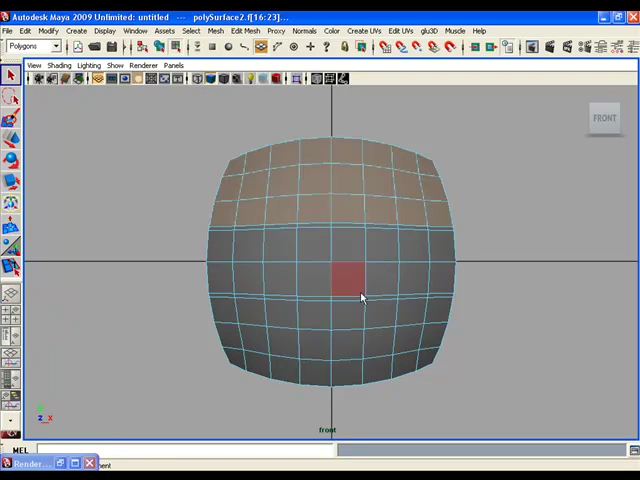 Autodesk Maya 2009 Unlimited: untitled --- polySurface2.f[16:23]...
File Edit Modify Create Display Window Assets Select Mesh Edit Mesh Proxy Normals Color Create UVs Edit UVs glu3D Muscle Help
Polygons
View Shading Lighting Show Renderer Panels
FRONT
z x
front
MEL
Render...
ment